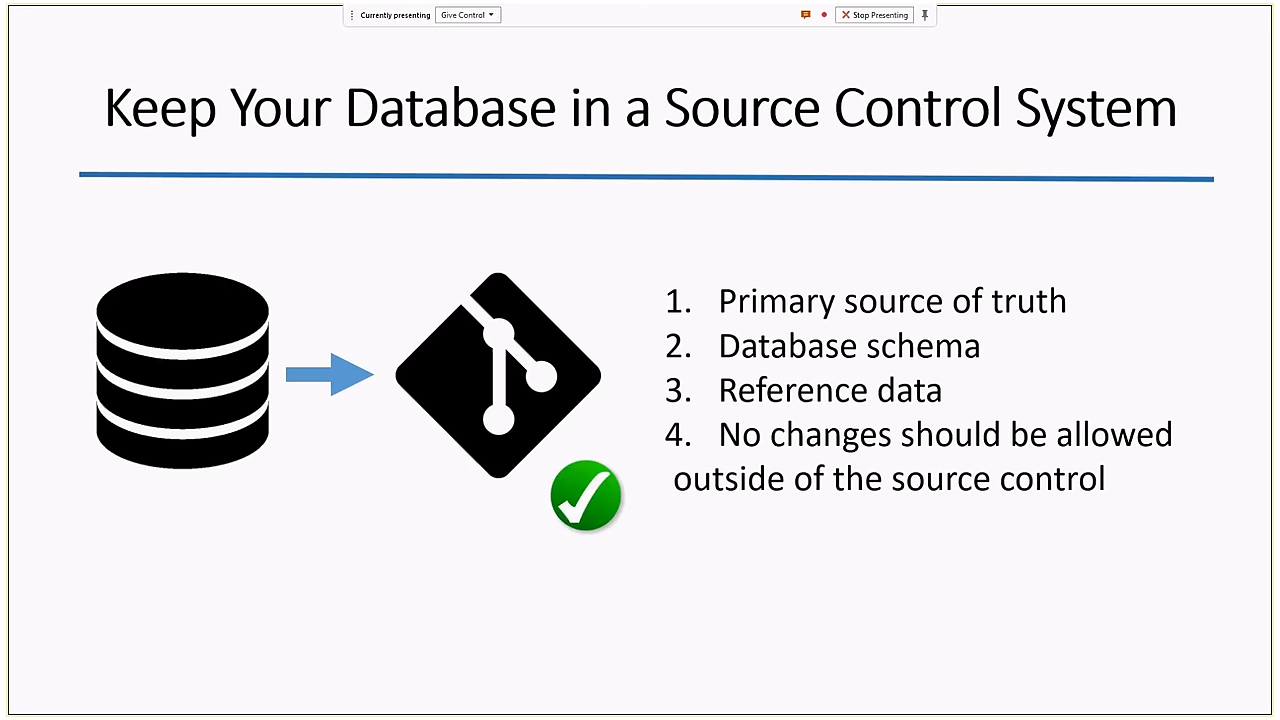 Currently presenting Give Control Stop Presenting
Keep Your Database in a Source Control System
1. Primary source of truth
2. Database schema
3. Reference data
4. No changes should be allowed
outside of the source control